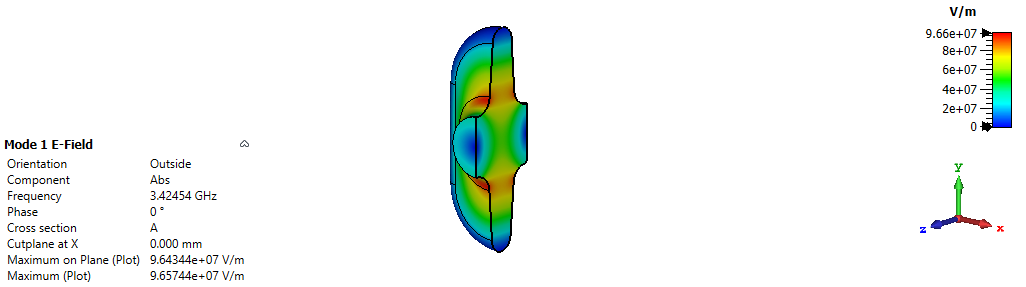 V/m
9.66e+07
8e+07
6e+07
4e+07
2e+07
0
Mode 1 E-Field
Orientation Outside
Component Abs
Frequency 3.42454 GHz
Phase 0 °
Cross section A
Cutplane at X 0.000 mm
Maximum on Plane (Plot) 9.64344e+07 V/m
Maximum (Plot) 9.65744e+07 V/m
y
z
x